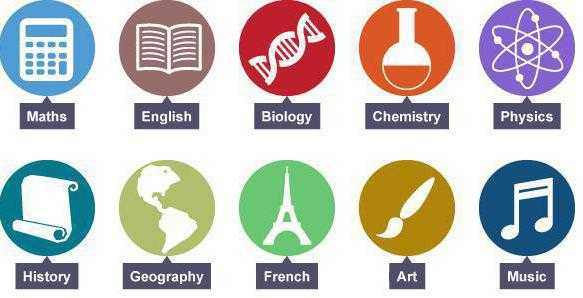 Maths
English
Biology
Chemistry
Physics
History
Geography
French
Art
Music